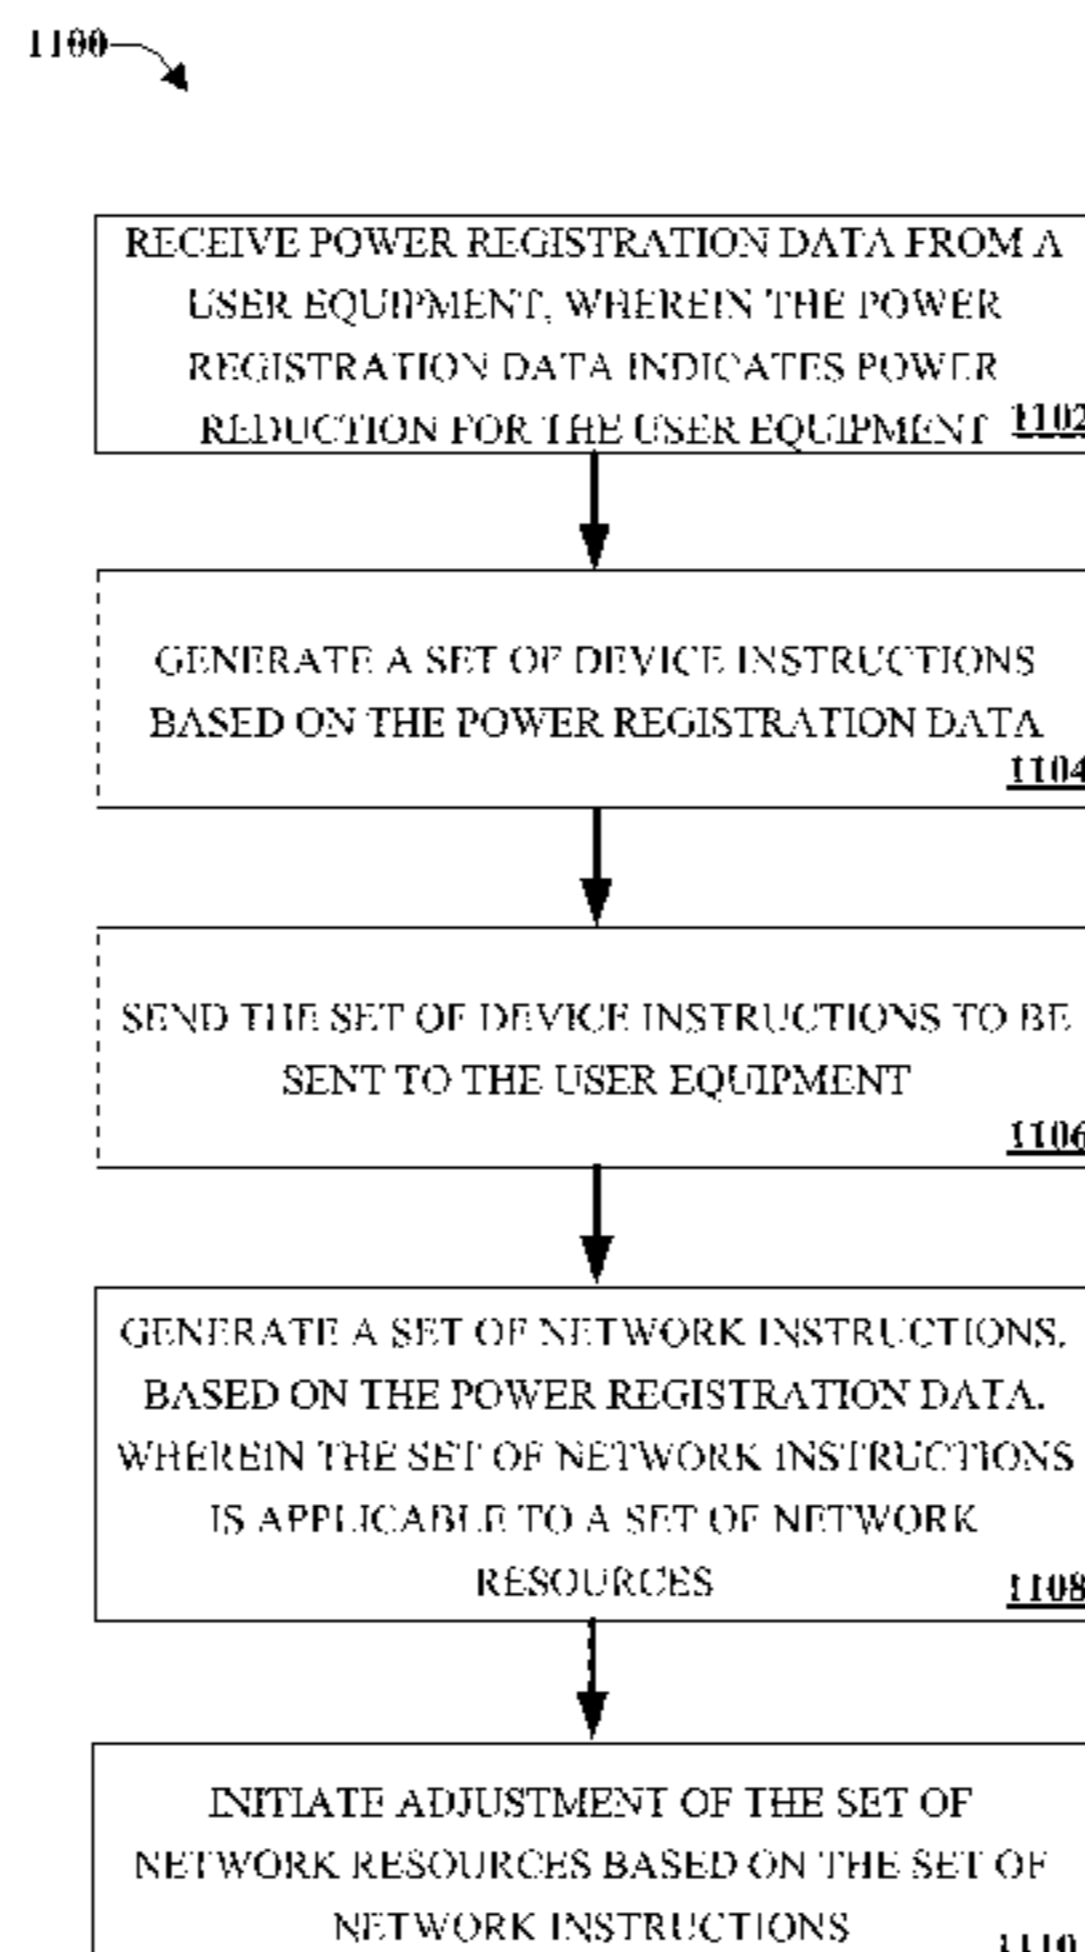 1100
RECEIVE POWER REGISTRATION DATA FROM A
USER EQUIPMENT, WHEREIN THE POWER
REGISTRATION DATA INDICATES POWER
REDUCTION FOR THE USER EQUIPMENT 1102
GENERATE A SET OF DEVICE INSTRUCTIONS
BASED ON THE POWER REGISTRATION DATA
1104
SEND THE SET OF DEVICE INSTRUCTIONS TO BE
SENT TO THE USER EQUIPMENT
1106
GENERATE A SET OF NETWORK INSTRUCTIONS,
BASED ON THE POWER REGISTRATION DATA,
WHEREIN THE SET OF NETWORK INSTRUCTIONS
IS APPLICABLE TO A SET OF NETWORK
RESOURCES 1108
INITIATE ADJUSTMENT OF THE SET OF
NETWORK RESOURCES BASED ON THE SET OF
NETWORK INSTRUCTIONS 1110